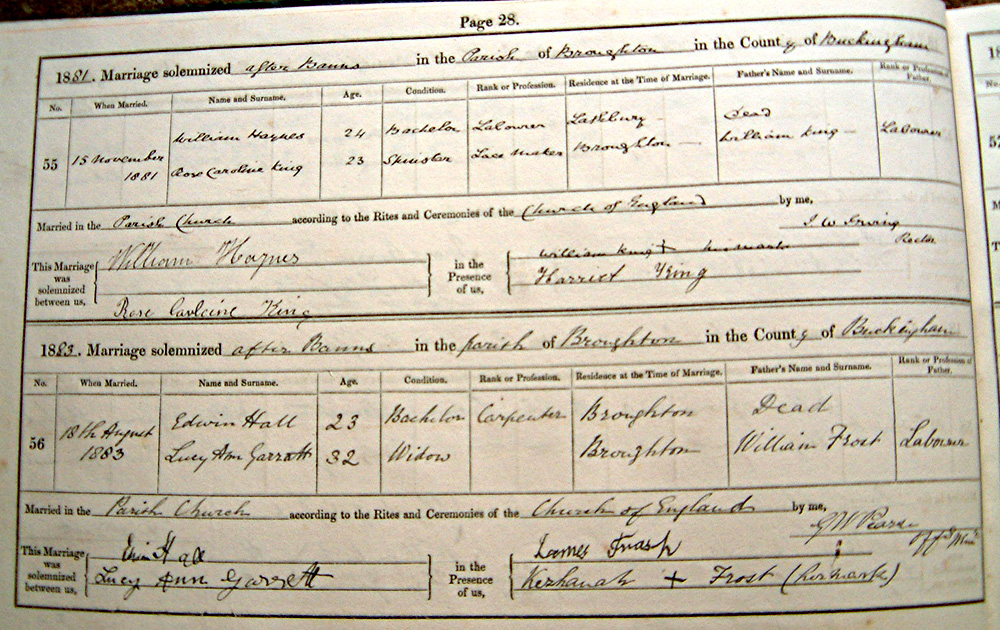 Page 28.
1881. Marriage solemnized after Banns in the Parish of Broughton in the County of Buckingham
No. When Married. Name and Surname. Age. Condition. Rank or Profession. Residence at the Time of Marriage. Father's Name and Surname. Rank or Profession of Father.
William Haynes 24 Bachelor Labourer Lathbury Dead
55 15 November 1881 Rose Caroline King 23 Spinster Lace Maker Broughton William King Labourer
Married in the Parish Church according to the Rites and Ceremonies of the Church of England by me,
J W Irving
Rector
This Marriage was solemnized between us, William Haynes in the Presence of us, William King + his mark
Harriet King
Rose Carleine King
1883. Marriage solemnized after Banns in the parish of Broughton in the County of Buckingham
No. When Married. Name and Surname. Age. Condition. Rank or Profession. Residence at the Time of Marriage. Father's Name and Surname. Rank or Profession of Father.
Edwin Hall 23 Bachelor Carpenter Broughton Dead
56 18th August 1883 Lucy Ann Garratt 32 Widow Broughton William Frost Labourer
Married in the Parish Church according to the Rites and Ceremonies of the Church of England by me,
G W Pearse
This Marriage was solemnized between us, Hall in the Presence of us, James
Lucy Ann Garrett Kezhanah + Frost (her mark)